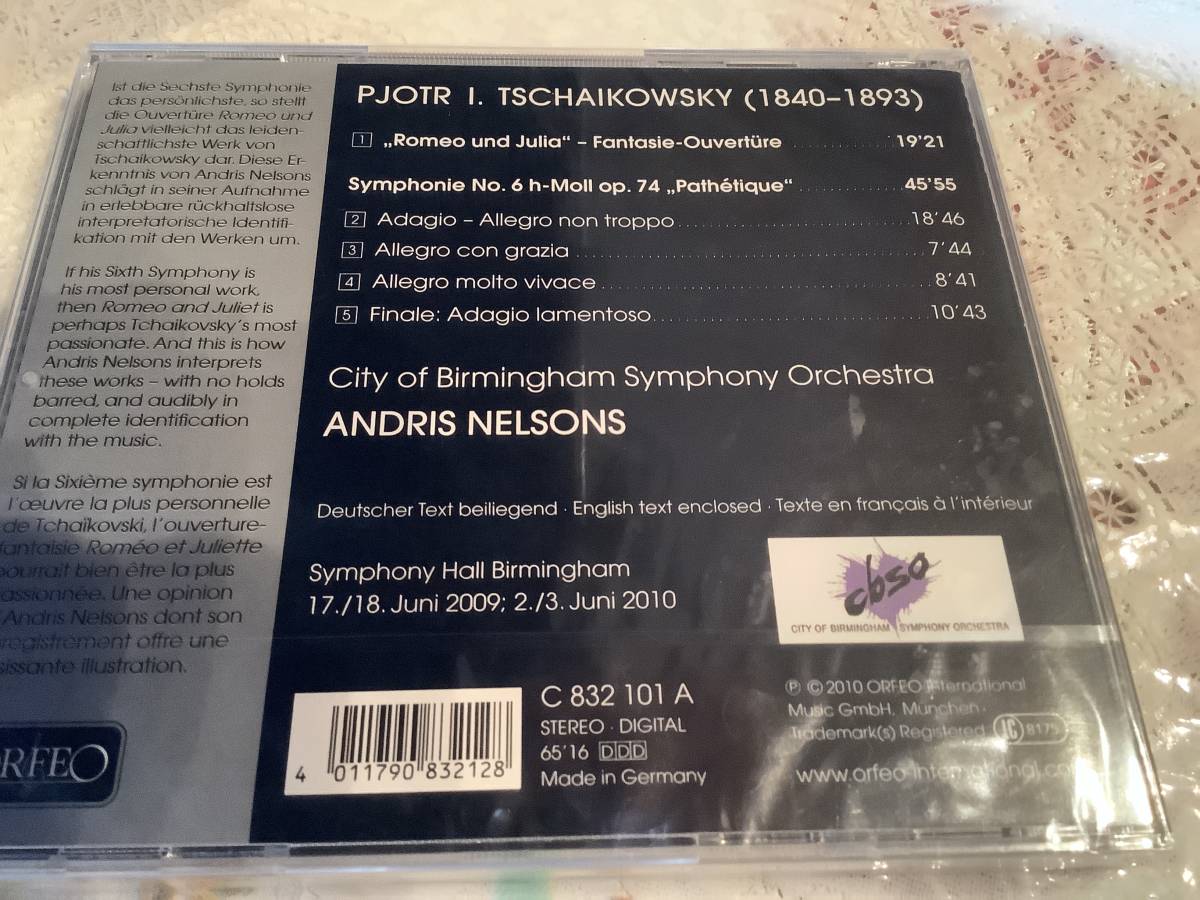 Ist die Sechste Symphonie
das persönlichste, so stellt
die Ouvertüre Romeo und
Julia vielleicht das leiden-
schaftlichste Werk von
Tschaikowsky dar. Diese Er-
kenntnis von Andris Nelsons
schlägt in seiner Aufnahme
in erlebbare rückhaltslose
interpretatorische Identifi-
kation mit den Werken um.
If his Sixth Symphony is
his most personal work,
then Romeo and Juliet is
perhaps Tchaikovsky's most
passionate. And this is how
Andris Nelsons interprets
these works – with no holds
barred, and audibly in
complete identification
with the music.
Si la Sixième symphonie est
l'œuvre la plus personnelle
de Tchaïkovski, l'ouverture-
fantaisie Roméo et Juliette
pourrait bien être la plus
passionnée. Une opinion
d'Andris Nelsons dont son
enregistrement offre une
puissante illustration.
ORFEO
PJOTR I. TSCHAIKOWSKY (1840–1893)
1 „Romeo und Julia“ – Fantasie-Ouvertüre 19'21
Symphonie No. 6 h-Moll op. 74 „Pathétique“ 45'55
2 Adagio – Allegro non troppo 18'46
3 Allegro con grazia 7'44
4 Allegro molto vivace 8'41
5 Finale: Adagio lamentoso 10'43
City of Birmingham Symphony Orchestra
ANDRIS NELSONS
Deutscher Text beiliegend · English text enclosed · Texte en français à l'intérieur
Symphony Hall Birmingham
17./18. Juni 2009; 2./3. Juni 2010
cbso
CITY OF BIRMINGHAM SYMPHONY ORCHESTRA
4 011790 832128
C 832 101 A
STEREO · DIGITAL
65'16 DDD
Made in Germany
℗ © 2010 ORFEO International
Music GmbH, München.
Trademark(s) Registered LC 8175
www.orfeo-international.com